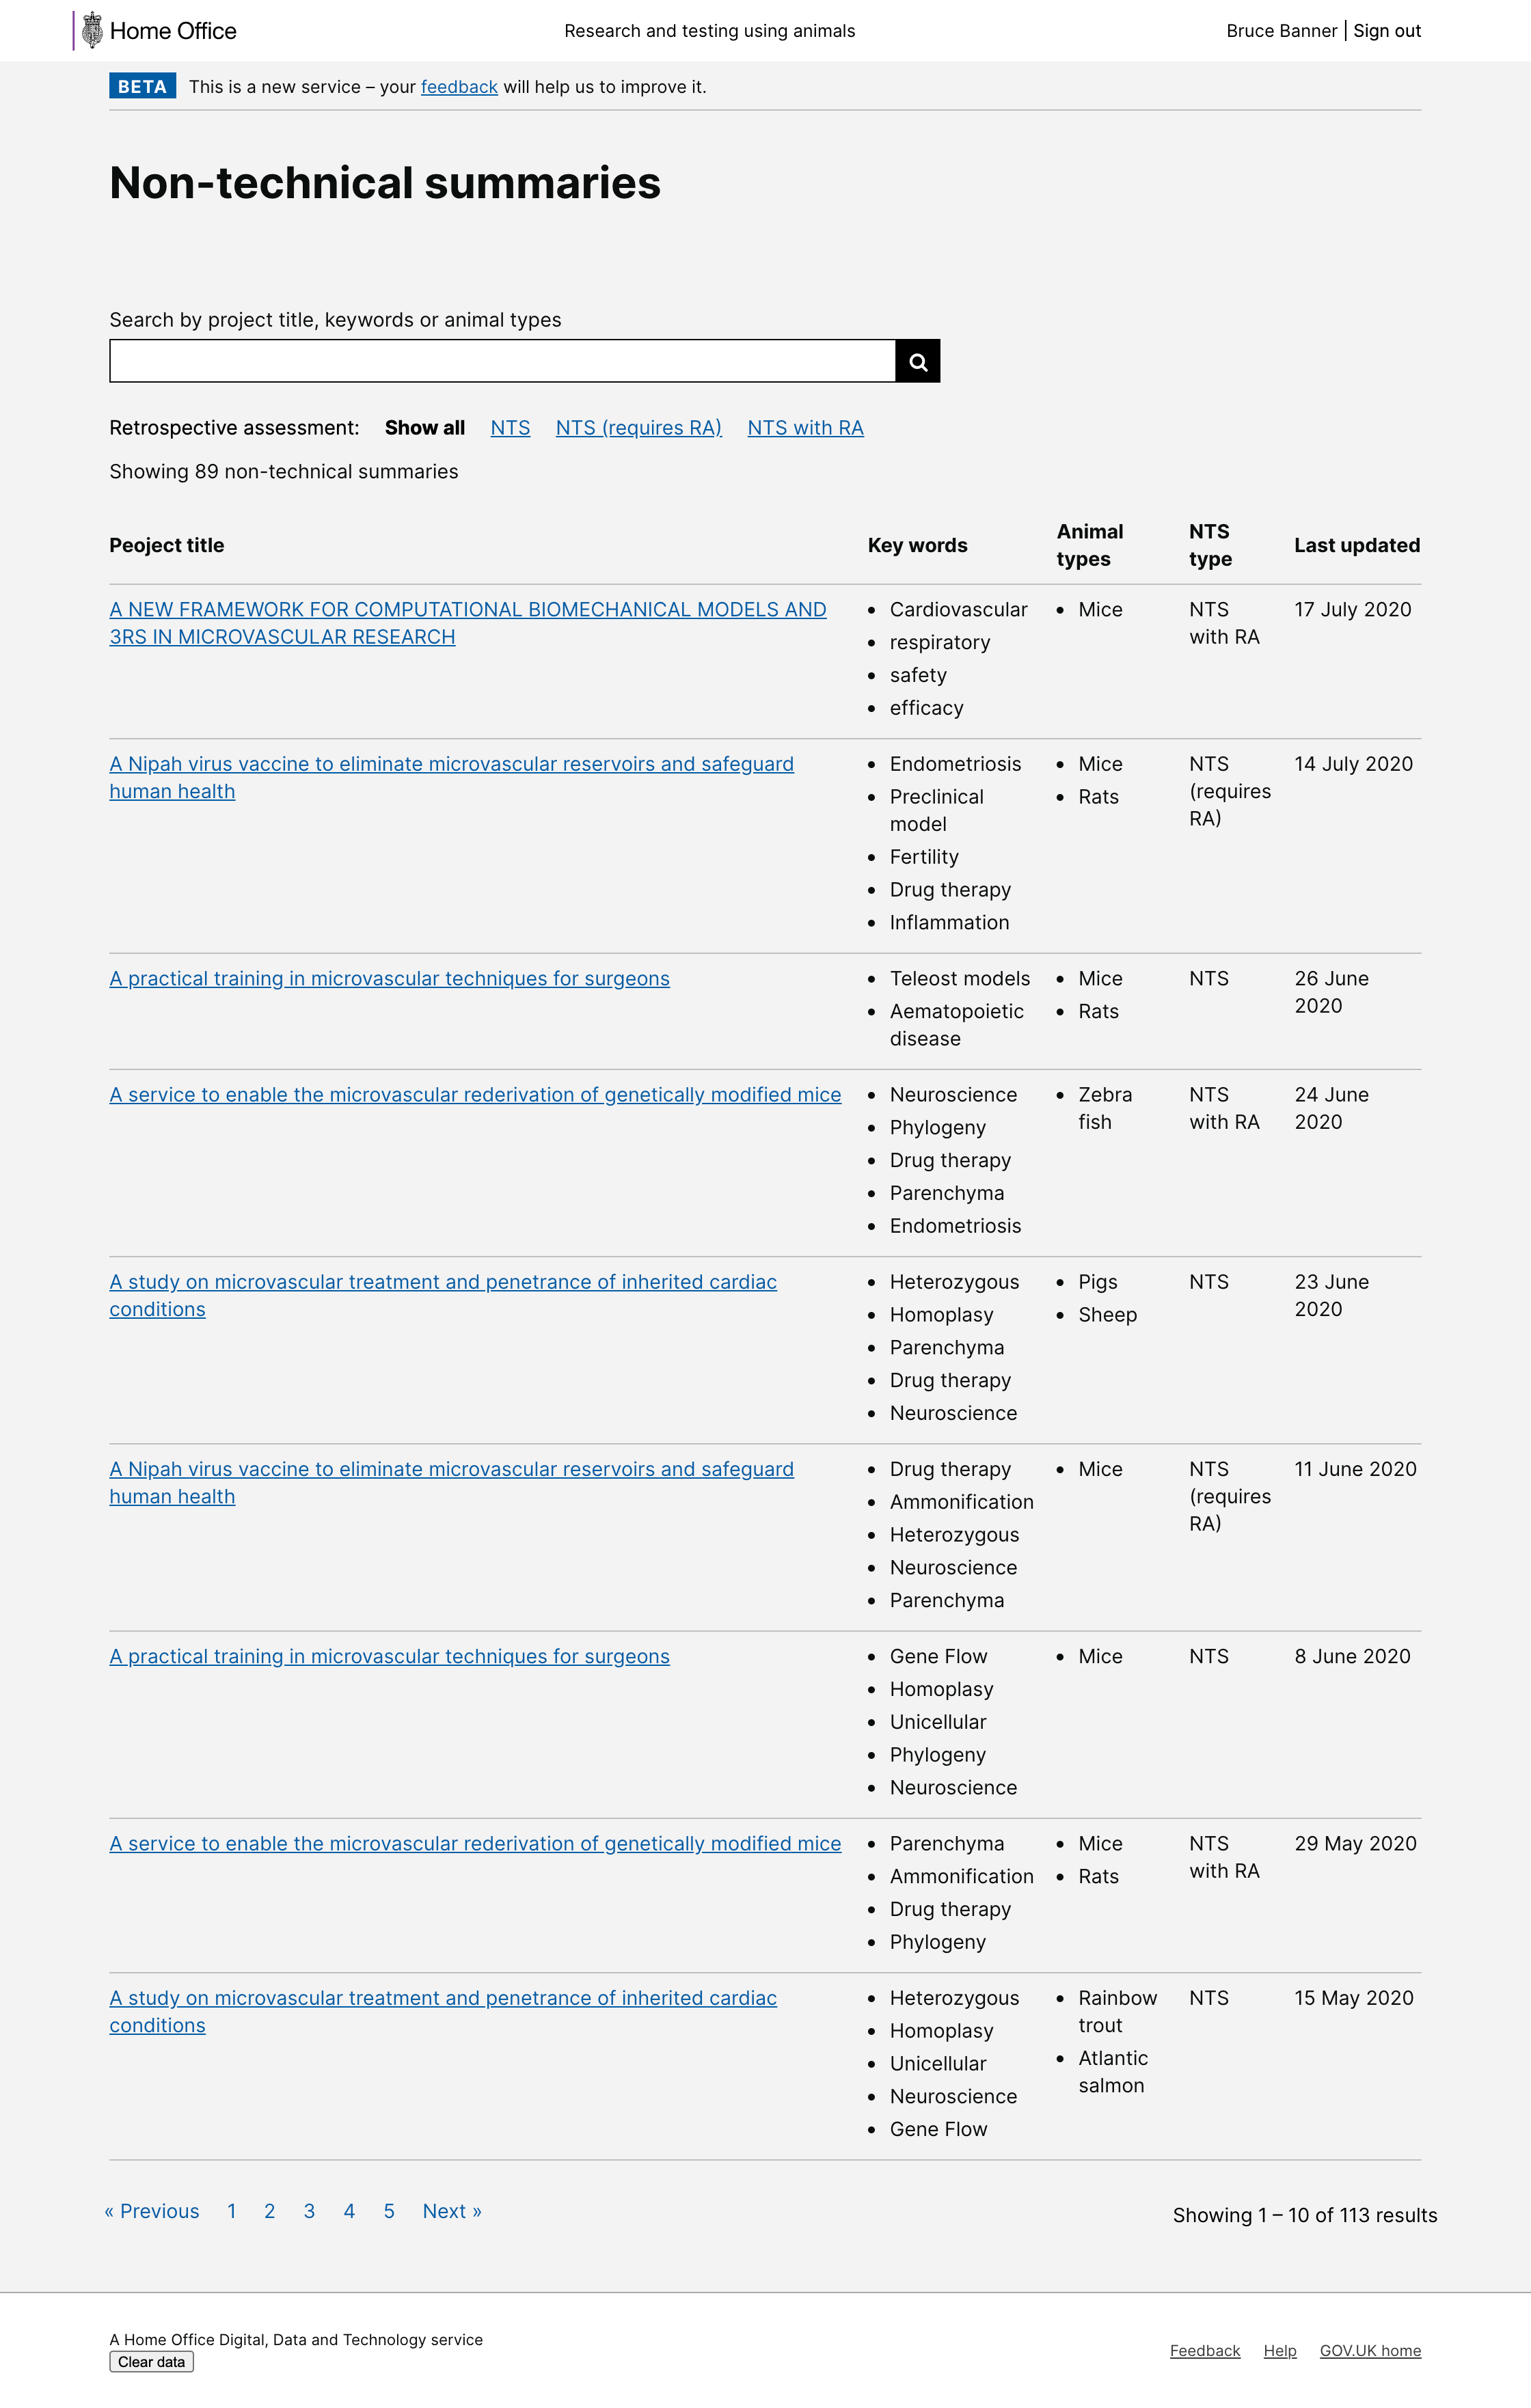 Home Office
Research and testing using animals
Bruce Banner | Sign out
BETA This is a new service – your feedback will help us to improve it.
Non-technical summaries
Search by project title, keywords or animal types
Retrospective assessment: Show all NTS NTS (requires RA) NTS with RA
Showing 89 non-technical summaries
Peoject title
Key words
Animal
types
NTS
type
Last updated
A NEW FRAMEWORK FOR COMPUTATIONAL BIOMECHANICAL MODELS AND
3RS IN MICROVASCULAR RESEARCH
• Cardiovascular
• respiratory
• safety
• efficacy
• Mice
NTS
with RA
17 July 2020
A Nipah virus vaccine to eliminate microvascular reservoirs and safeguard
human health
• Endometriosis
• Preclinical
model
• Fertility
• Drug therapy
• Inflammation
• Mice
• Rats
NTS
(requires
RA)
14 July 2020
A practical training in microvascular techniques for surgeons
• Teleost models
• Aematopoietic
disease
• Mice
• Rats
NTS
26 June
2020
A service to enable the microvascular rederivation of genetically modified mice
• Neuroscience
• Phylogeny
• Drug therapy
• Parenchyma
• Endometriosis
• Zebra
fish
NTS
with RA
24 June
2020
A study on microvascular treatment and penetrance of inherited cardiac
conditions
• Heterozygous
• Homoplasy
• Parenchyma
• Drug therapy
• Neuroscience
• Pigs
• Sheep
NTS
23 June
2020
A Nipah virus vaccine to eliminate microvascular reservoirs and safeguard
human health
• Drug therapy
• Ammonification
• Heterozygous
• Neuroscience
• Parenchyma
• Mice
NTS
(requires
RA)
11 June 2020
A practical training in microvascular techniques for surgeons
• Gene Flow
• Homoplasy
• Unicellular
• Phylogeny
• Neuroscience
• Mice
NTS
8 June 2020
A service to enable the microvascular rederivation of genetically modified mice
• Parenchyma
• Ammonification
• Drug therapy
• Phylogeny
• Mice
• Rats
NTS
with RA
29 May 2020
A study on microvascular treatment and penetrance of inherited cardiac
conditions
• Heterozygous
• Homoplasy
• Unicellular
• Neuroscience
• Gene Flow
• Rainbow
trout
• Atlantic
salmon
NTS
15 May 2020
« Previous 1 2 3 4 5 Next »
Showing 1 – 10 of 113 results
A Home Office Digital, Data and Technology service
Clear data
Feedback Help GOV.UK home